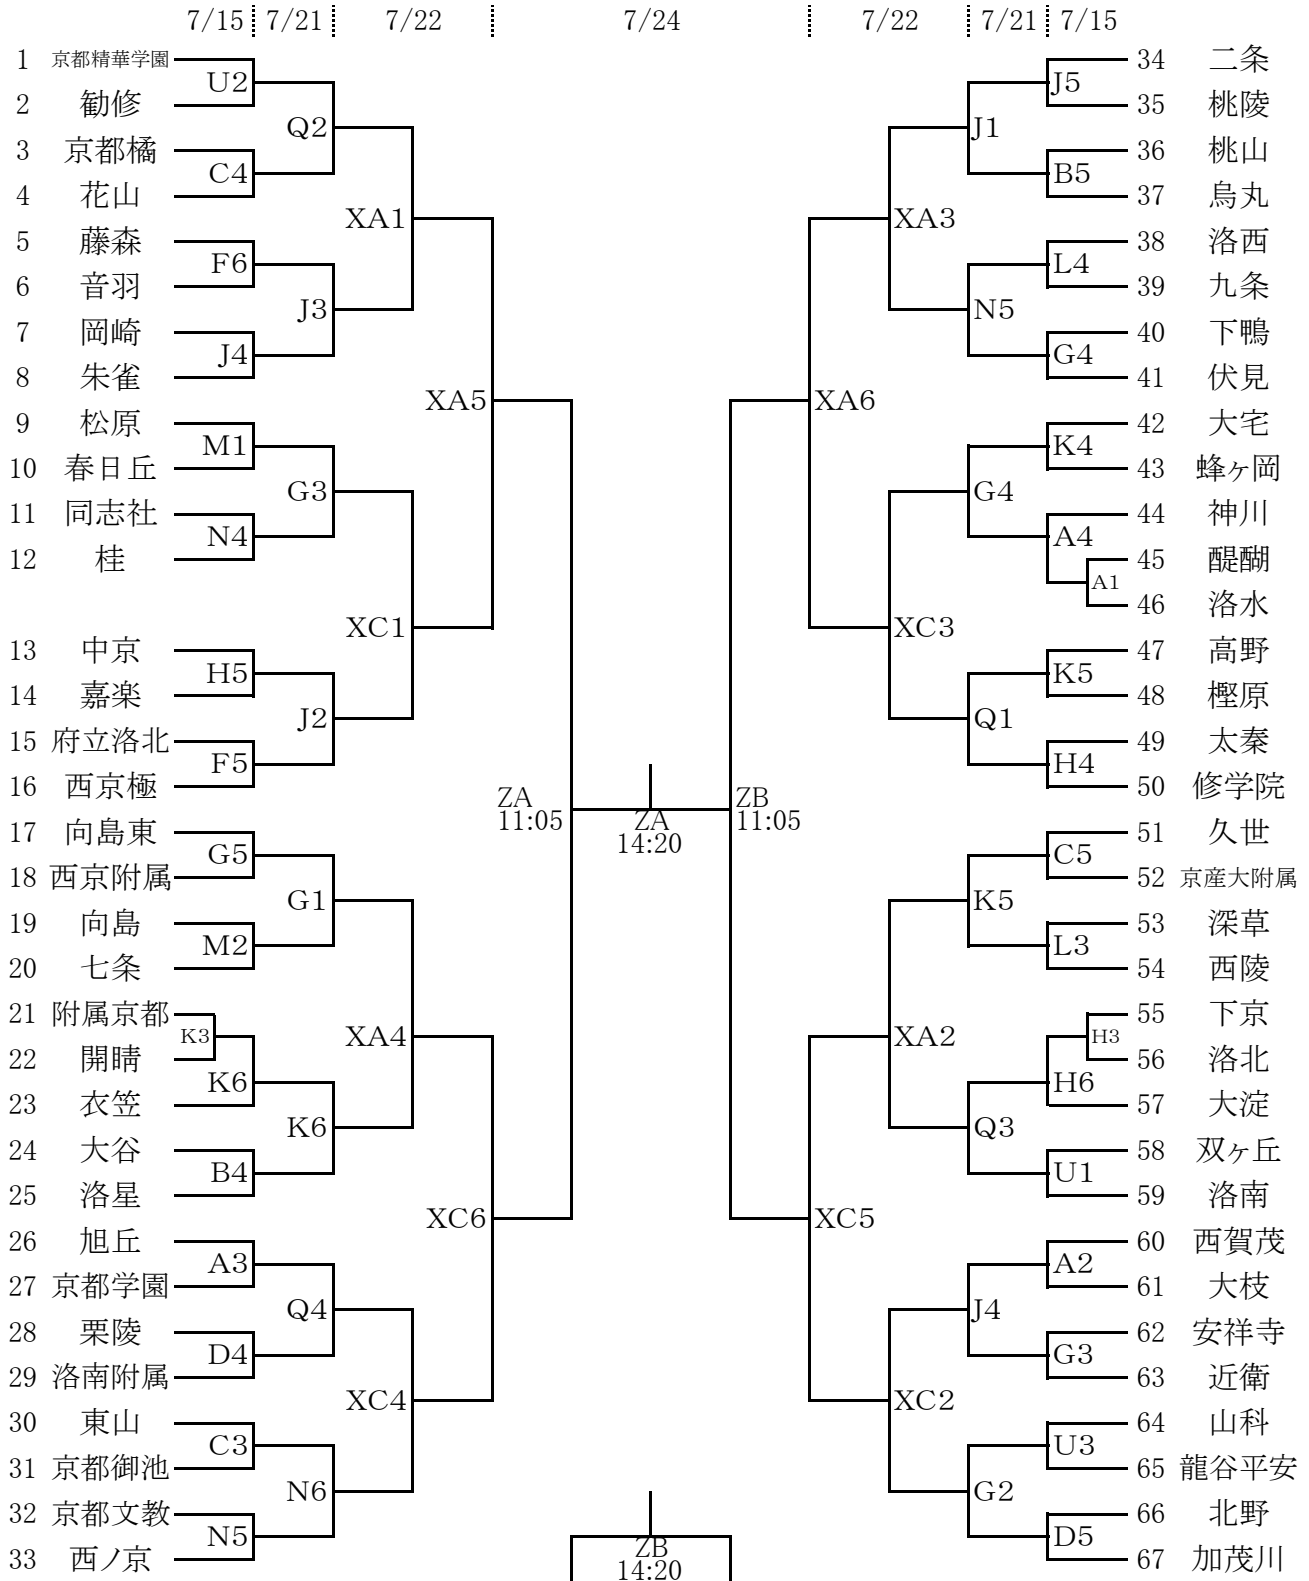 7/15 7/21 7/22 7/24 7/22 7/21 7/15
1 京都精華学園
U2
2 勧修
Q2
3 京都橘
C4
4 花山
XA1
5 藤森
F6
6 音羽
J3
7 岡崎
J4
8 朱雀
XA5
9 松原
M1
10 春日丘
G3
11 同志社
N4
12 桂
XC1
13 中京
H5
14 嘉楽
J2
15 府立洛北
F5
16 西京極
ZA
11:05
17 向島東
G5
18 西京附属
G1
19 向島
M2
20 七条
21 附属京都
K3
XA4
22 開晴
K6
23 衣笠
K6
24 大谷
B4
25 洛星
XC6
26 旭丘
A3
27 京都学園
Q4
28 栗陵
D4
29 洛南附属
XC4
30 東山
C3
31 京都御池
N6
32 京都文教
N5
33 西ノ京
ZA
14:20
ZB
14:20
34 二条
J5
35 桃陵
J1
36 桃山
B5
37 烏丸
XA3
38 洛西
L4
39 九条
N5
40 下鴨
G4
41 伏見
XA6
42 大宅
K4
43 蜂ヶ岡
G4
44 神川
A4
45 醍醐
A1
46 洛水
XC3
47 高野
K5
48 樫原
Q1
49 太秦
H4
50 修学院
ZB
11:05
51 久世
C5
52 京産大附属
K5
53 深草
L3
54 西陵
55 下京
H3
XA2
56 洛北
H6
57 大淀
Q3
58 双ヶ丘
U1
59 洛南
XC5
60 西賀茂
A2
61 大枝
J4
62 安祥寺
G3
63 近衛
XC2
64 山科
U3
65 龍谷平安
G2
66 北野
D5
67 加茂川